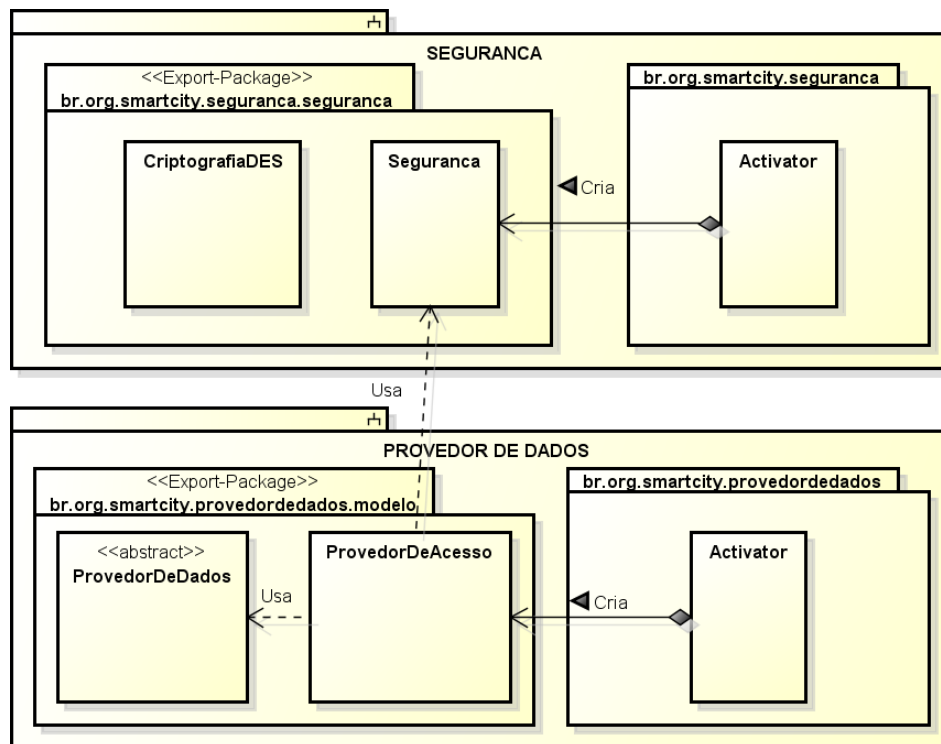 SEGURANCA
<<Export-Package>>
br.org.smartcity.seguranca.seguranca
br.org.smartcity.seguranca
CriptografiaDES
Seguranca
Activator
Cria
Usa
PROVEDOR DE DADOS
<<Export-Package>>
br.org.smartcity.provedordedados.modelo
br.org.smartcity.provedordedados
<<abstract>>
ProvedorDeDados
ProvedorDeAcesso
Activator
Usa
Cria